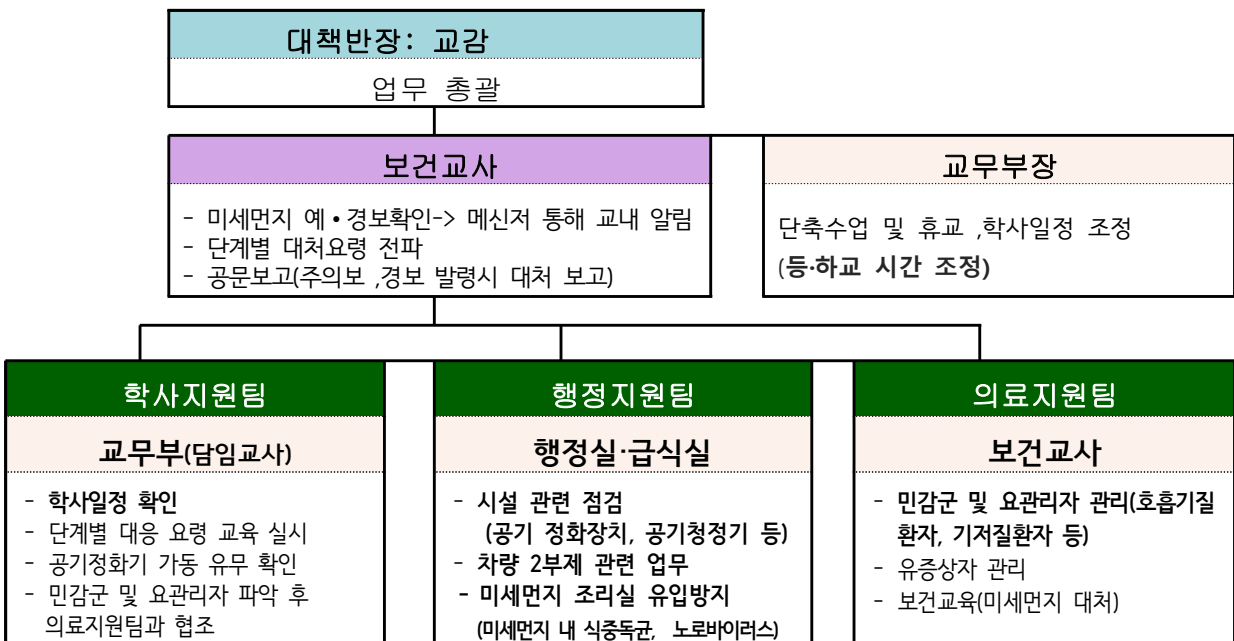 대책반장: 교감
업무 총괄
보건교사
- 미세먼지 예•경보확인-> 메신저 통해 교내 알림
- 단계별 대처요령 전파
- 공문보고(주의보 ,경보 발령시 대처 보고)
교무부장
단축수업 및 휴교 ,학사일정 조정
(등·하교 시간 조정)
학사지원팀
교무부(담임교사)
- 학사일정 확인
- 단계별 대응 요령 교육 실시
- 공기정화기 가동 유무 확인
- 민감군 및 요관리자 파악 후
의료지원팀과 협조
행정지원팀
행정실·급식실
- 시설 관련 점검
(공기 정화장치, 공기청정기 등)
- 차량 2부제 관련 업무
- 미세먼지 조리실 유입방지
(미세먼지 내 식중독균, 노로바이러스)
의료지원팀
보건교사
- 민감군 및 요관리자 관리(호흡기질
환자, 기저질환자 등)
- 유증상자 관리
- 보건교육(미세먼지 대처)